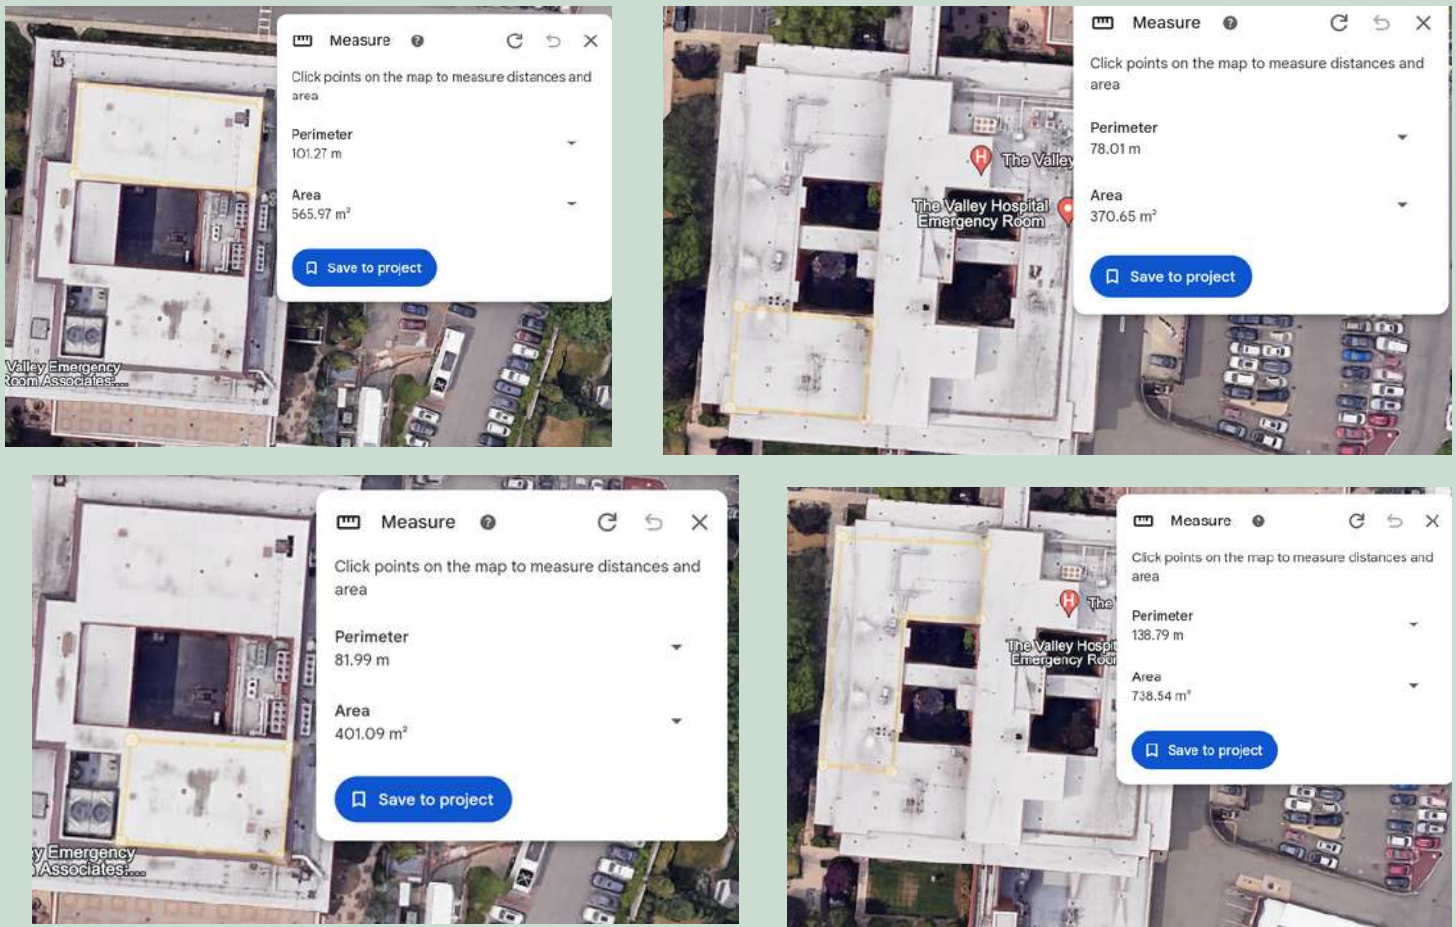 Measure
Click points on the map to measure distances and
area
Perimeter
101.27 m
Area
565.97 m²
Save to project
Valley Emergency
Room Associates:...
Measure
Click points on the map to measure distances and
area
Perimeter
78.01 m
Area
370.65 m²
Save to project
H
The Valley
The Valley Hospital
Emergency Room
Measure
Click points on the map to measure distances and
area
Perimeter
81.99 m
Area
401.09 m²
Save to project
y Emergency
Associates:...
Measure
Click points on the map to measure distances and
area
Perimeter
138.79 m
Area
738.54 m²
Save to project
H
The
The Valley Hospit
Emergency Roo